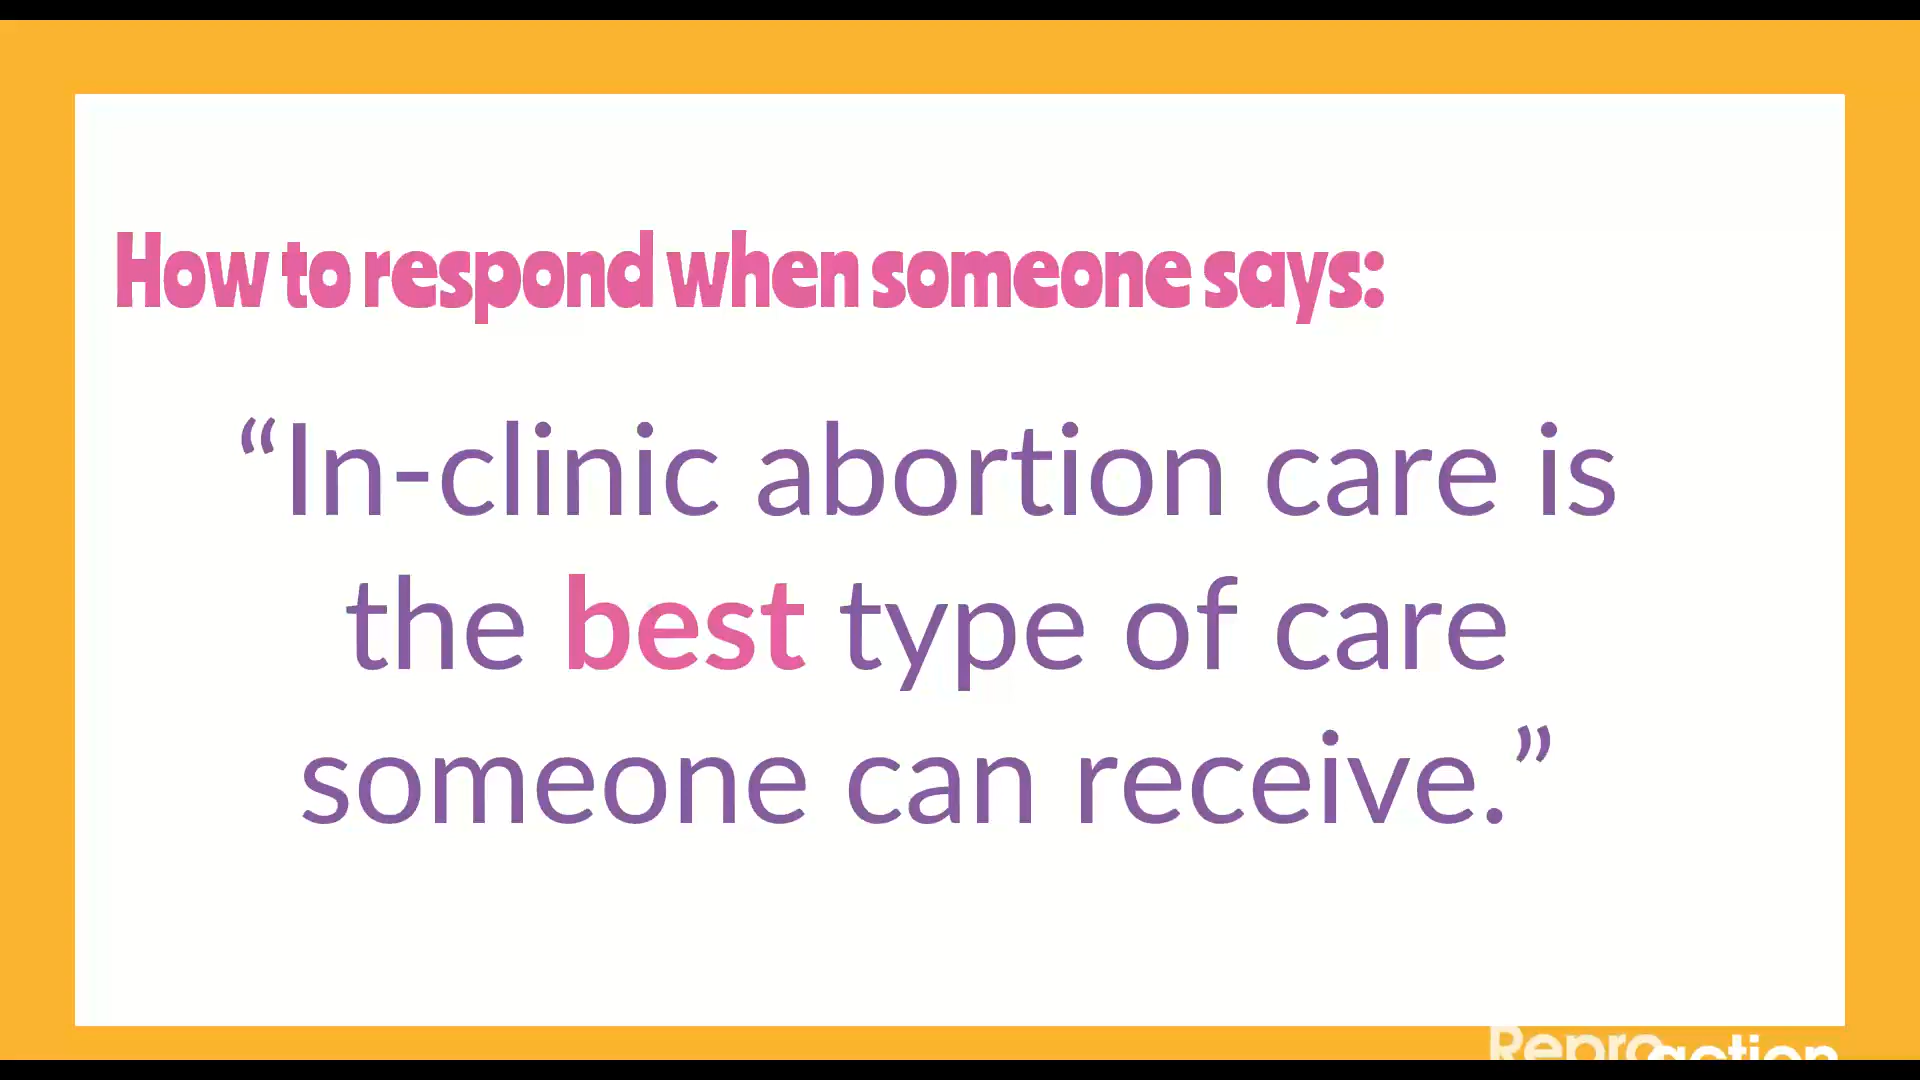 How to respond when someone says:
“In-clinic abortion care is
the best type of care
someone can receive.”
Reproaction